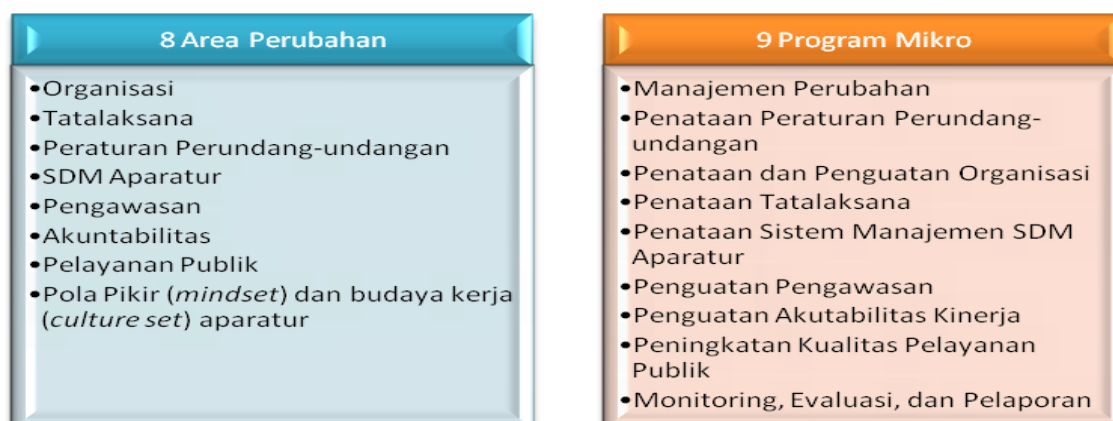 8 Area Perubahan
•Organisasi
•Tatalaksana
•Peraturan Perundang-undangan
•SDM Aparatur
•Pengawasan
•Akuntabilitas
•Pelayanan Publik
•Pola Pikir (mindset) dan budaya kerja
(culture set) aparatur
9 Program Mikro
•Manajemen Perubahan
•Penataan Peraturan Perundang-
undangan
•Penataan dan Penguatan Organisasi
•Penataan Tatalaksana
•Penataan Sistem Manajemen SDM
Aparatur
•Penguatan Pengawasan
•Penguatan Akutabilitas Kinerja
•Peningkatan Kualitas Pelayanan
Publik
•Monitoring, Evaluasi, dan Pelaporan